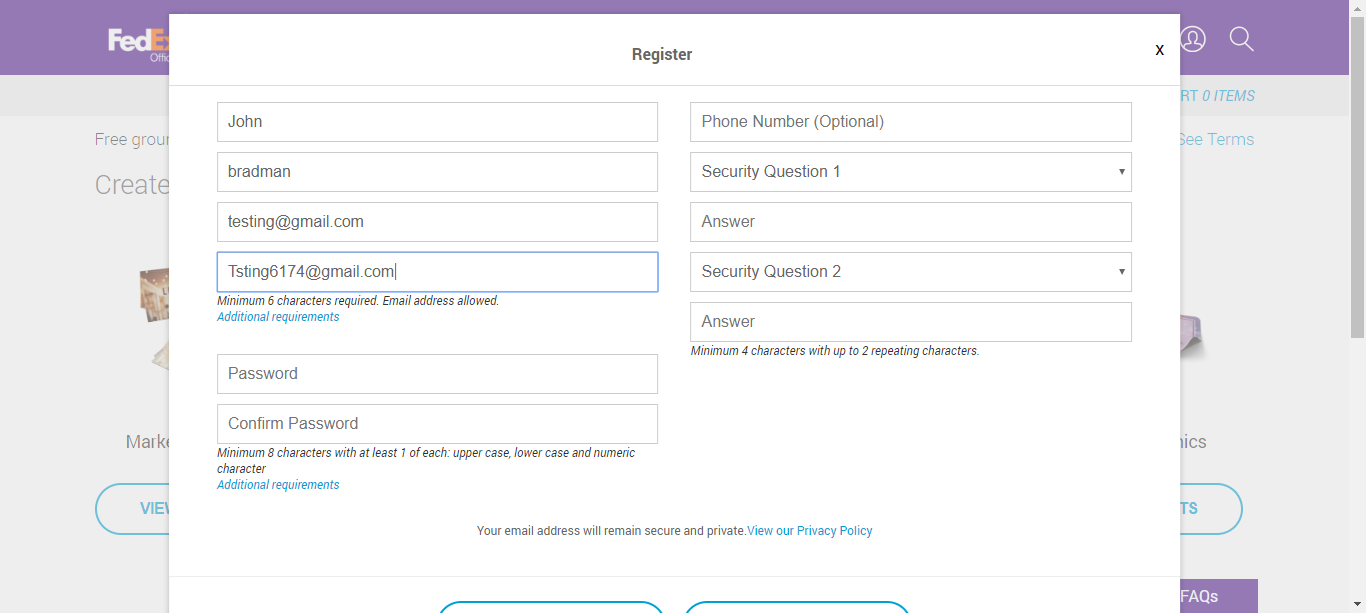 FedEx
Register
X
RT 0 ITEMS
John
Phone Number (Optional)
Free
See Terms
bradman
Security Question 1
Create
testing@gmail.com
Answer
Tsting6174@gmail.com
Security Question 2
Minimum 6 characters required. Email address allowed.
Additional requirements
Answer
Minimum 4 characters with up to 2 repeating characters.
Password
Confirm Password
Marke
nics
Minimum 8 characters with at least 1 of each: upper case, lower case and numeric
character
Additional requirements
VIE
TS
Your email address will remain secure and private.View our Privacy Policy
FAQs